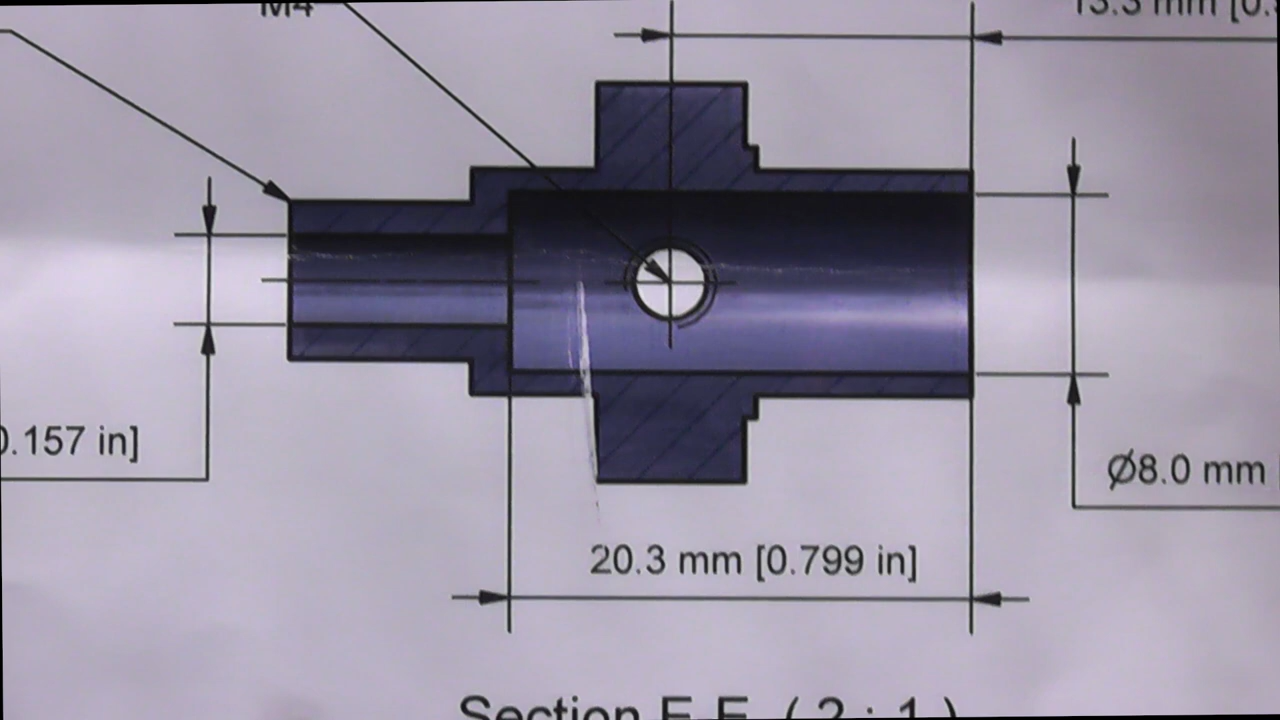 M4
13.3 mm [0.
0.157 in]
Ø8.0 mm
20.3 mm [0.799 in]
Section F-F ( 2 : 1 )